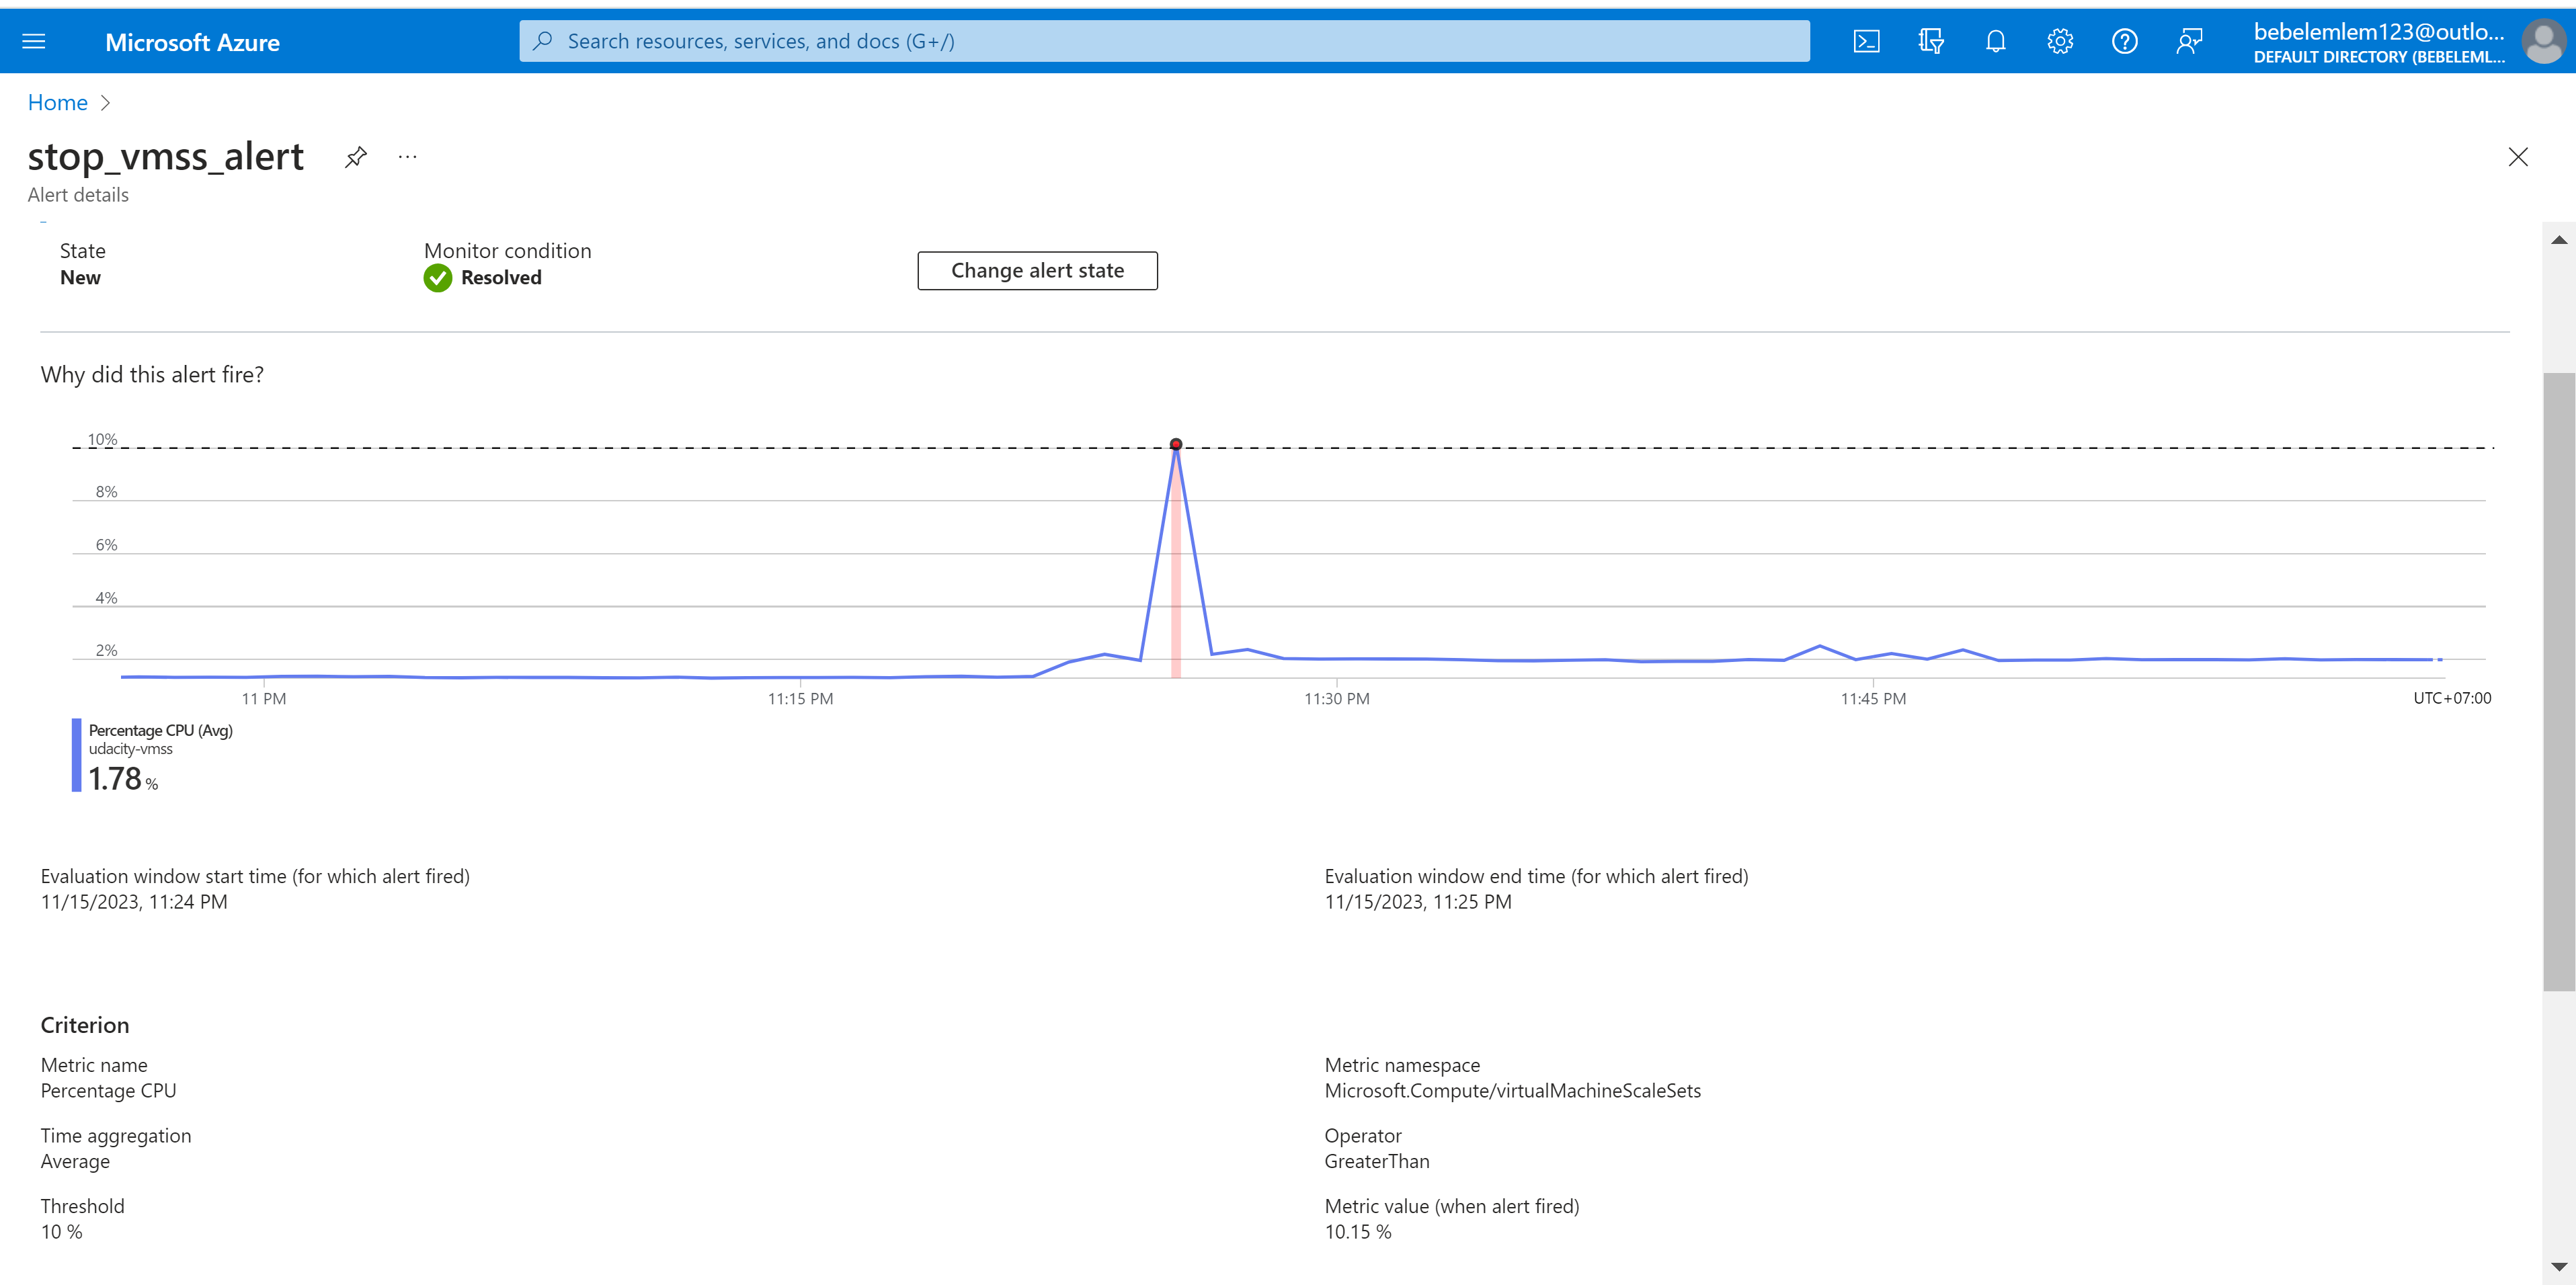 Microsoft Azure
Search resources, services, and docs (G+/)
bebelemlem123@outlo...
DEFAULT DIRECTORY (BEBELEML...
Home
stop_vmss_alert
Alert details
State
New
Monitor condition
Resolved
Change alert state
Why did this alert fire?
10%
8%
6%
4%
2%
11 PM
11:15 PM
11:30 PM
11:45 PM
UTC+07:00
Percentage CPU (Avg)
udacity-vmss
1.78 %
Evaluation window start time (for which alert fired)
11/15/2023, 11:24 PM
Evaluation window end time (for which alert fired)
11/15/2023, 11:25 PM
Criterion
Metric name
Percentage CPU
Metric namespace
Microsoft.Compute/virtualMachineScaleSets
Time aggregation
Average
Operator
GreaterThan
Threshold
10 %
Metric value (when alert fired)
10.15 %